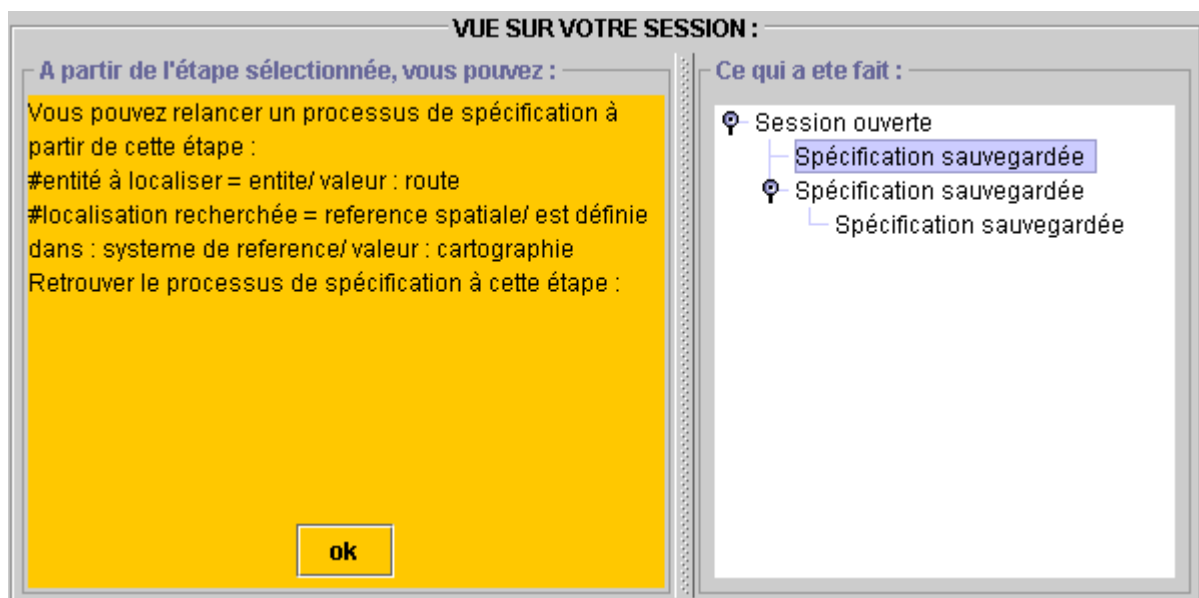 VUE SUR VOTRE SESSION :
A partir de l'étape sélectionnée, vous pouvez :
Vous pouvez relancer un processus de spécification à
partir de cette étape :
#entité à localiser = entite/ valeur : route
#localisation recherchée = reference spatiale/ est définie
dans : systeme de reference/ valeur : cartographie
Retrouver le processus de spécification à cette étape :
ok
Ce qui a ete fait :
Session ouverte
Spécification sauvegardée
Spécification sauvegardée
Spécification sauvegardée